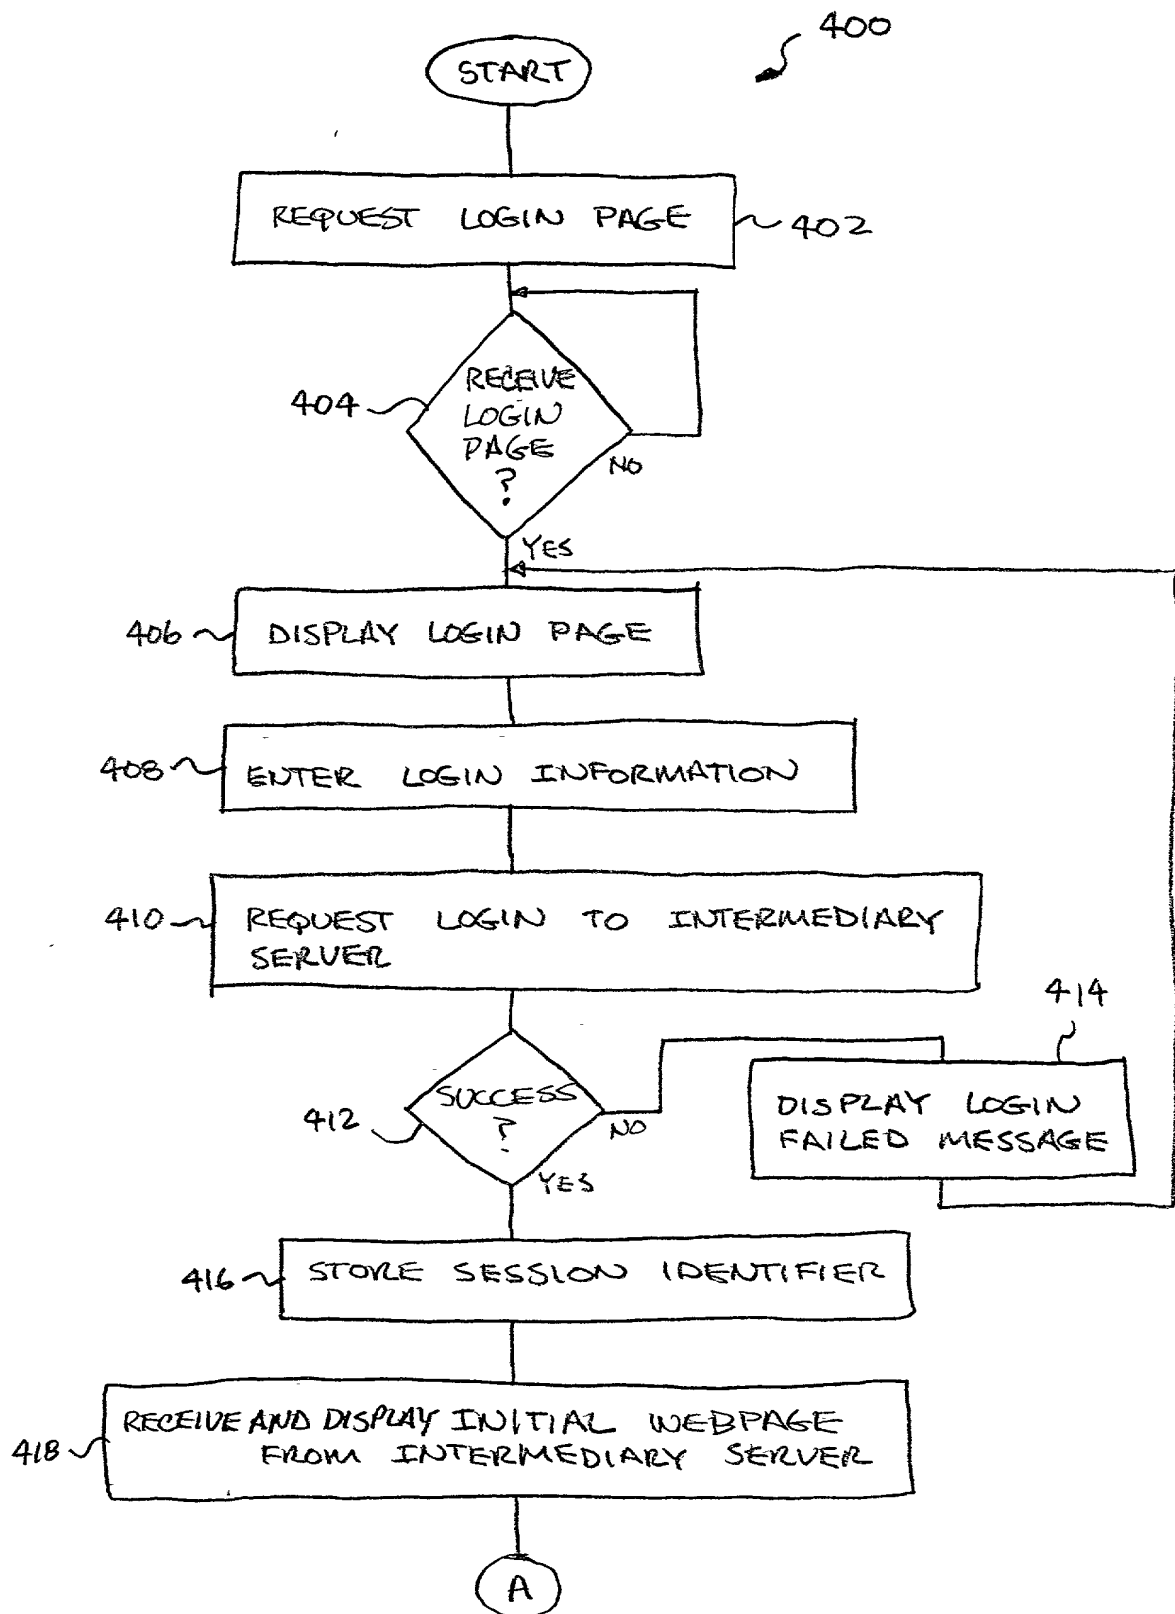 400
START
REQUEST LOGIN PAGE
402
RECEIVE
LOGIN
PAGE
?
404
NO
YES
406
DISPLAY LOGIN PAGE
408
ENTER LOGIN INFORMATION
410
REQUEST LOGIN TO INTERMEDIARY
SERVER
414
SUCCESS
?
412
NO
DISPLAY LOGIN
FAILED MESSAGE
YES
416
STORE SESSION IDENTIFIER
RECEIVE AND DISPLAY INITIAL WEBPAGE
FROM INTERMEDIARY SERVER
418
A